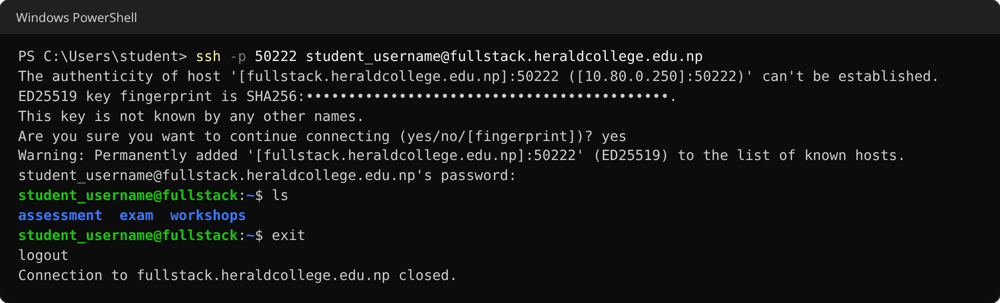 Windows PowerShell
PS C:\Users\student> ssh -p 50222 student_username@fullstack.heraldcollege.edu.np
The authenticity of host '[fullstack.heraldcollege.edu.np]:50222 ([10.80.0.250]:50222)' can't be established.
ED25519 key fingerprint is SHA256:•••••••••••••••••••••••••••••••••••••••••••.
This key is not known by any other names.
Are you sure you want to continue connecting (yes/no/[fingerprint])? yes
Warning: Permanently added '[fullstack.heraldcollege.edu.np]:50222' (ED25519) to the list of known hosts.
student_username@fullstack.heraldcollege.edu.np's password:
student_username@fullstack:~$ ls
assessment  exam  workshops
student_username@fullstack:~$ exit
logout
Connection to fullstack.heraldcollege.edu.np closed.